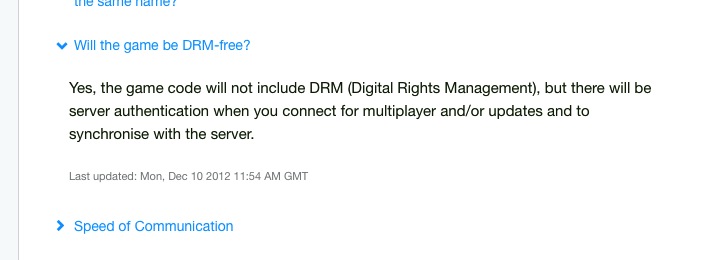 the same name?
Will the game be DRM-free?
Yes, the game code will not include DRM (Digital Rights Management), but there will be
server authentication when you connect for multiplayer and/or updates and to
synchronise with the server.
Last updated: Mon, Dec 10 2012 11:54 AM GMT
Speed of Communication